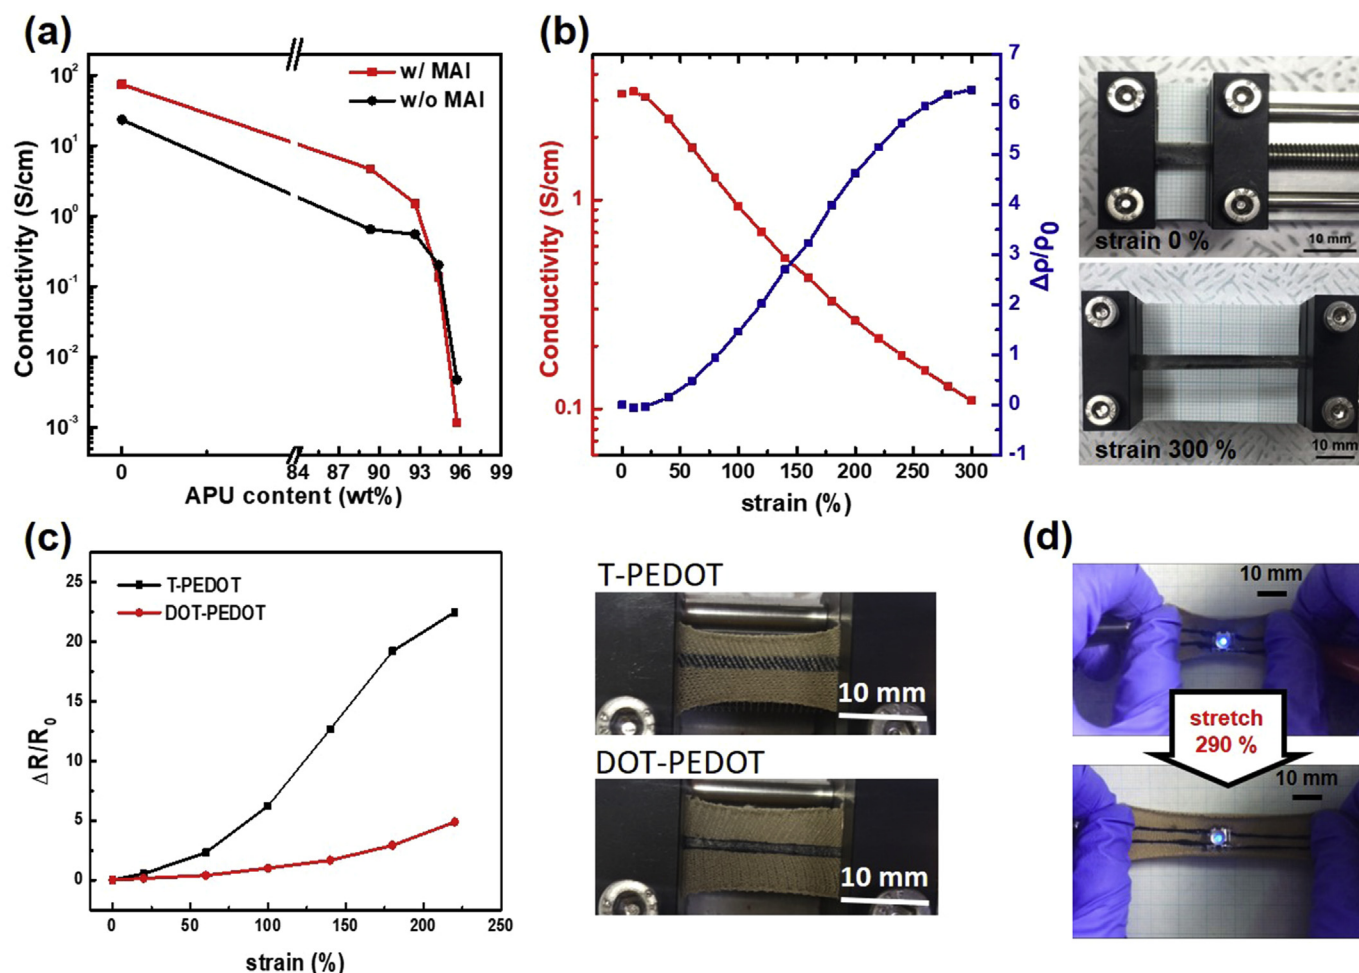 (a)
10²
10¹
10⁰
10⁻¹
10⁻²
10⁻³
Conductivity (S/cm)
w/ MAI
w/o MAI
0
84 87 90 93 96 99
APU content (wt%)
(b)
1
0.1
Conductivity (S/cm)
7
6
5
4
3
2
1
0
-1
Δρ/ρ₀
0 50 100 150 200 250 300
strain (%)
strain 0 %
10 mm
strain 300 %
10 mm
(c)
25
20
15
10
5
0
ΔR/R₀
T-PEDOT
DOT-PEDOT
0 50 100 150 200 250
strain (%)
T-PEDOT
10 mm
DOT-PEDOT
10 mm
(d)
10 mm
stretch
290 %
10 mm